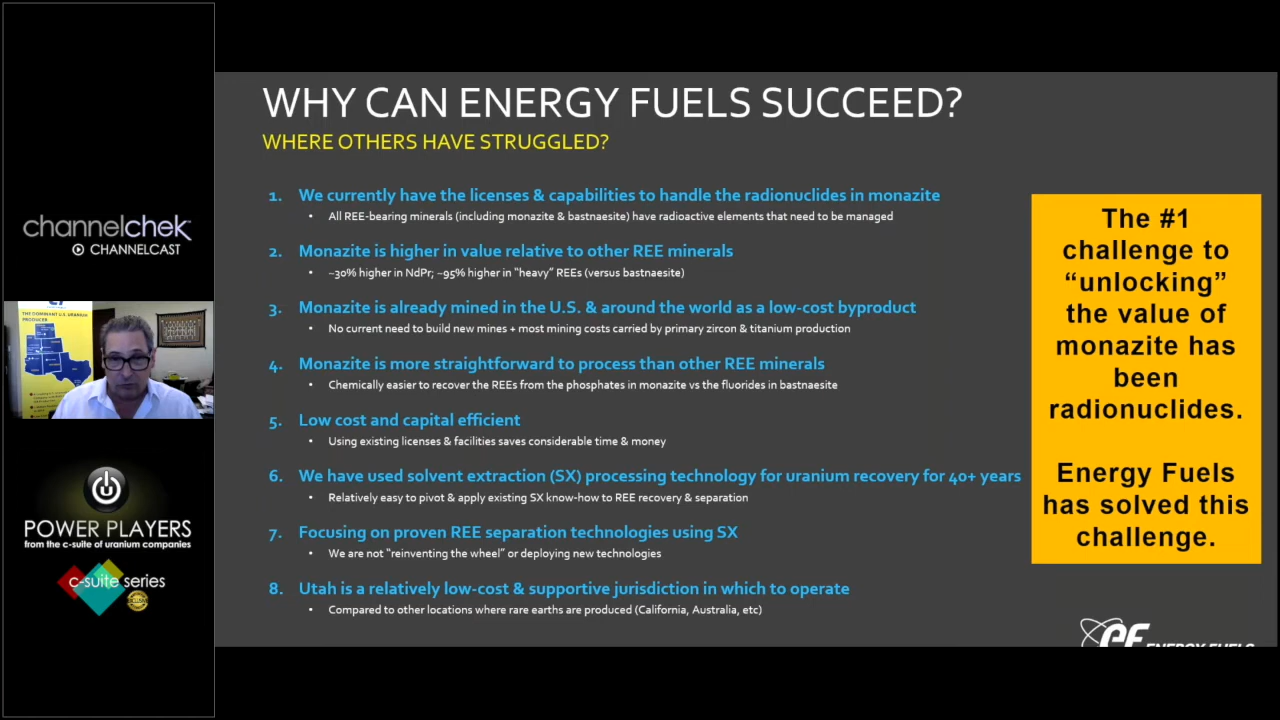 WHY CAN ENERGY FUELS SUCCEED?
WHERE OTHERS HAVE STRUGGLED?
1. We currently have the licenses & capabilities to handle the radionuclides in monazite
• All REE-bearing minerals (including monazite & bastnaesite) have radioactive elements that need to be managed
2. Monazite is higher in value relative to other REE minerals
• ~30% higher in NdPr; ~95% higher in "heavy" REEs (versus bastnaesite)
3. Monazite is already mined in the U.S. & around the world as a low-cost byproduct
• No current need to build new mines + most mining costs carried by primary zircon & titanium production
4. Monazite is more straightforward to process than other REE minerals
• Chemically easier to recover the REEs from the phosphates in monazite vs the fluorides in bastnaesite
5. Low cost and capital efficient
• Using existing licenses & facilities saves considerable time & money
6. We have used solvent extraction (SX) processing technology for uranium recovery for 40+ years
• Relatively easy to pivot & apply existing SX know-how to REE recovery & separation
7. Focusing on proven REE separation technologies using SX
• We are not "reinventing the wheel" or deploying new technologies
8. Utah is a relatively low-cost & supportive jurisdiction in which to operate
• Compared to other locations where rare earths are produced (California, Australia, etc)
The #1
challenge to
"unlocking"
the value of
monazite has
been
radionuclides.
Energy Fuels
has solved this
challenge.
ef ENERGY FUELS
channelchek
CHANNELCAST
THE DOMINANT U.S. URANIUM
PRODUCER
POWER PLAYERS
from the c-suite of uranium companies
c-suite series